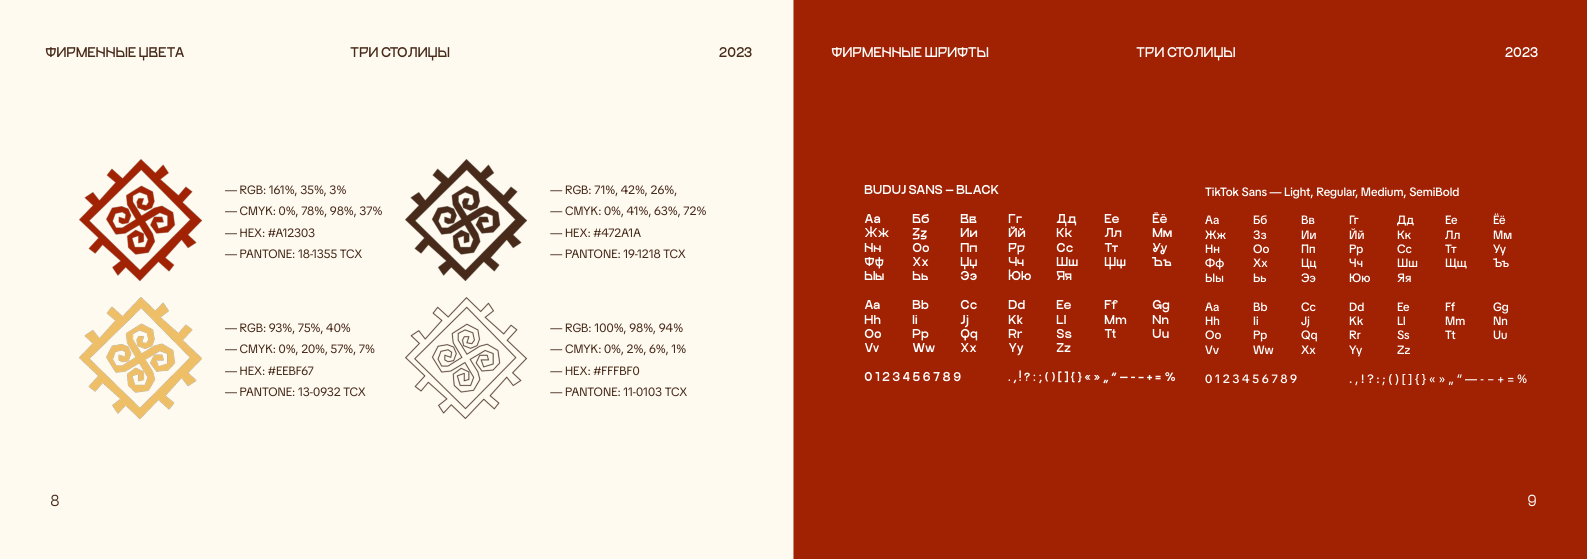 ФИРМЕННЫЕ ЦВЕТА
ТРИ СТОЛИЦЫ
2023
— RGB: 161%, 35%, 3%
— CMYK: 0%, 78%, 98%, 37%
— HEX: #A12303
— PANTONE: 18-1355 TCX
— RGB: 71%, 42%, 26%,
— CMYK: 0%, 41%, 63%, 72%
— HEX: #472A1A
— PANTONE: 19-1218 TCX
— RGB: 93%, 75%, 40%
— CMYK: 0%, 20%, 57%, 7%
— HEX: #EEBF67
— PANTONE: 13-0932 TCX
— RGB: 100%, 98%, 94%
— CMYK: 0%, 2%, 6%, 1%
— HEX: #FFFBF0
— PANTONE: 11-0103 TCX
8
ФИРМЕННЫЕ ШРИФТЫ
ТРИ СТОЛИЦЫ
2023
BUDUJ SANS – BLACK
Аа Бб Вв Гг Дд Ее Ёё
Жж Зз Ии Йй Кк Лл Мм
Нн Оо Пп Рр Сс Тт Уу
Фф Хх Цц Чч Шш Щщ Ъъ
Ыы Ьь Ээ Юю Яя
Aa Bb Cc Dd Ee Ff Gg
Hh Ii Jj Kk Ll Mm Nn
Oo Pp Qq Rr Ss Tt Uu
Vv Ww Xx Yy Zz
0123456789 .,!?:;()[]{}«»„“—-–+=%
TikTok Sans — Light, Regular, Medium, SemiBold
Аа Бб Вв Гг Дд Ее Ёё
Жж Зз Ии Йй Кк Лл Мм
Нн Оо Пп Рр Сс Тт Уу
Фф Хх Цц Чч Шш Щщ Ъъ
Ыы Ьь Ээ Юю Яя
Aa Bb Cc Dd Ee Ff Gg
Hh Ii Jj Kk Ll Mm Nn
Oo Pp Qq Rr Ss Tt Uu
Vv Ww Xx Yy Zz
0123456789 .,!?:;()[]{}«»„“—-–+=%
9